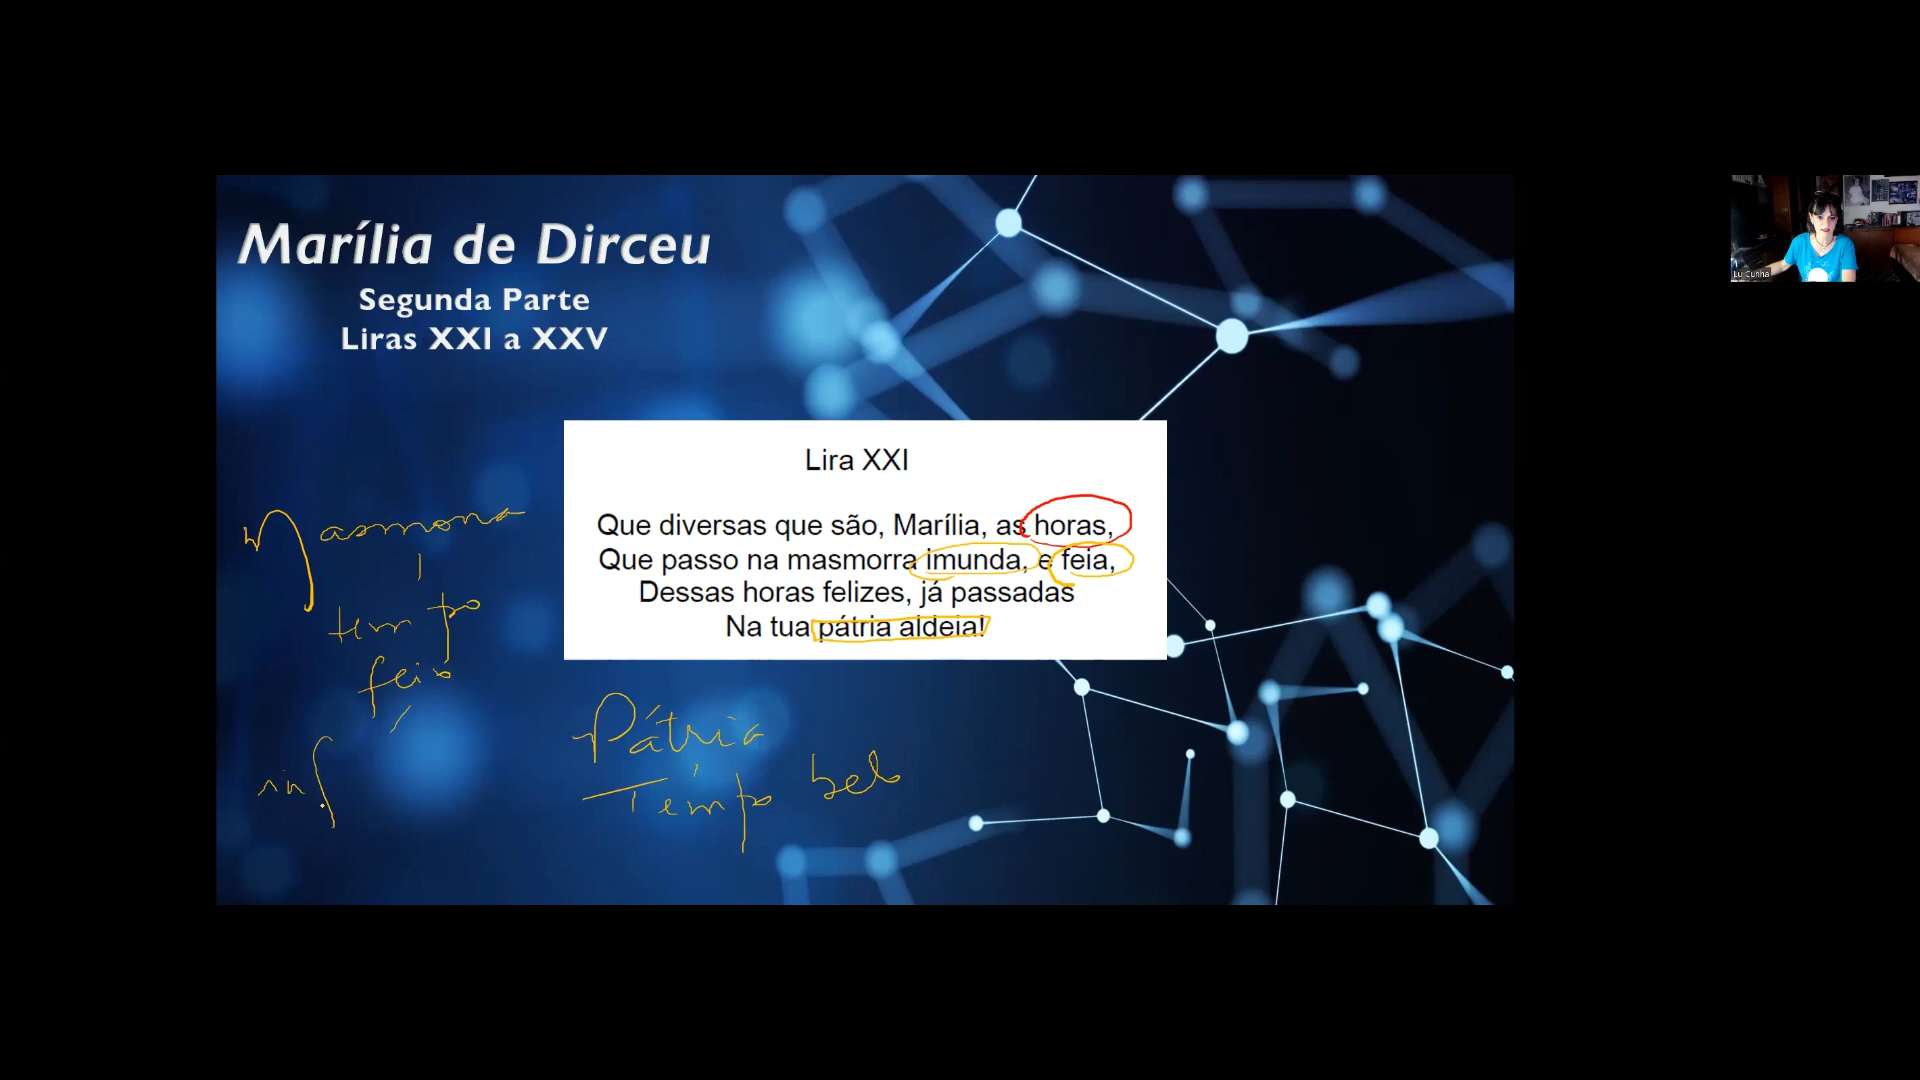 Marília de Dirceu
Segunda Parte
Liras XXI a XXV
Lira XXI
Que diversas que são, Marília, as horas,
Que passo na masmorra imunda, e feia,
Dessas horas felizes, já passadas
Na tua pátria aldeia!
Masmorra
tempo
feio
inf
Pátria
Tempo belo
Lu Cunha